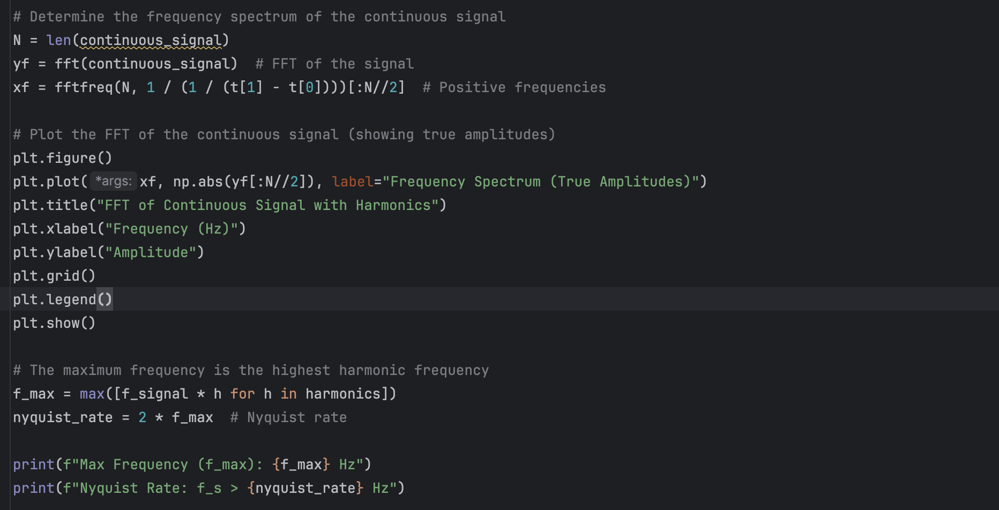 # Determine the frequency spectrum of the continuous signal
N = len(continuous_signal)
yf = fft(continuous_signal)  # FFT of the signal
xf = fftfreq(N, 1 / (1 / (t[1] - t[0])))[:N//2]  # Positive frequencies
# Plot the FFT of the continuous signal (showing true amplitudes)
plt.figure()
plt.plot( *args: xf, np.abs(yf[:N//2]), label="Frequency Spectrum (True Amplitudes)")
plt.title("FFT of Continuous Signal with Harmonics")
plt.xlabel("Frequency (Hz)")
plt.ylabel("Amplitude")
plt.grid()
plt.legend()
plt.show()
# The maximum frequency is the highest harmonic frequency
f_max = max([f_signal * h for h in harmonics])
nyquist_rate = 2 * f_max  # Nyquist rate
print(f"Max Frequency (f_max): {f_max} Hz")
print(f"Nyquist Rate: f_s > {nyquist_rate} Hz")